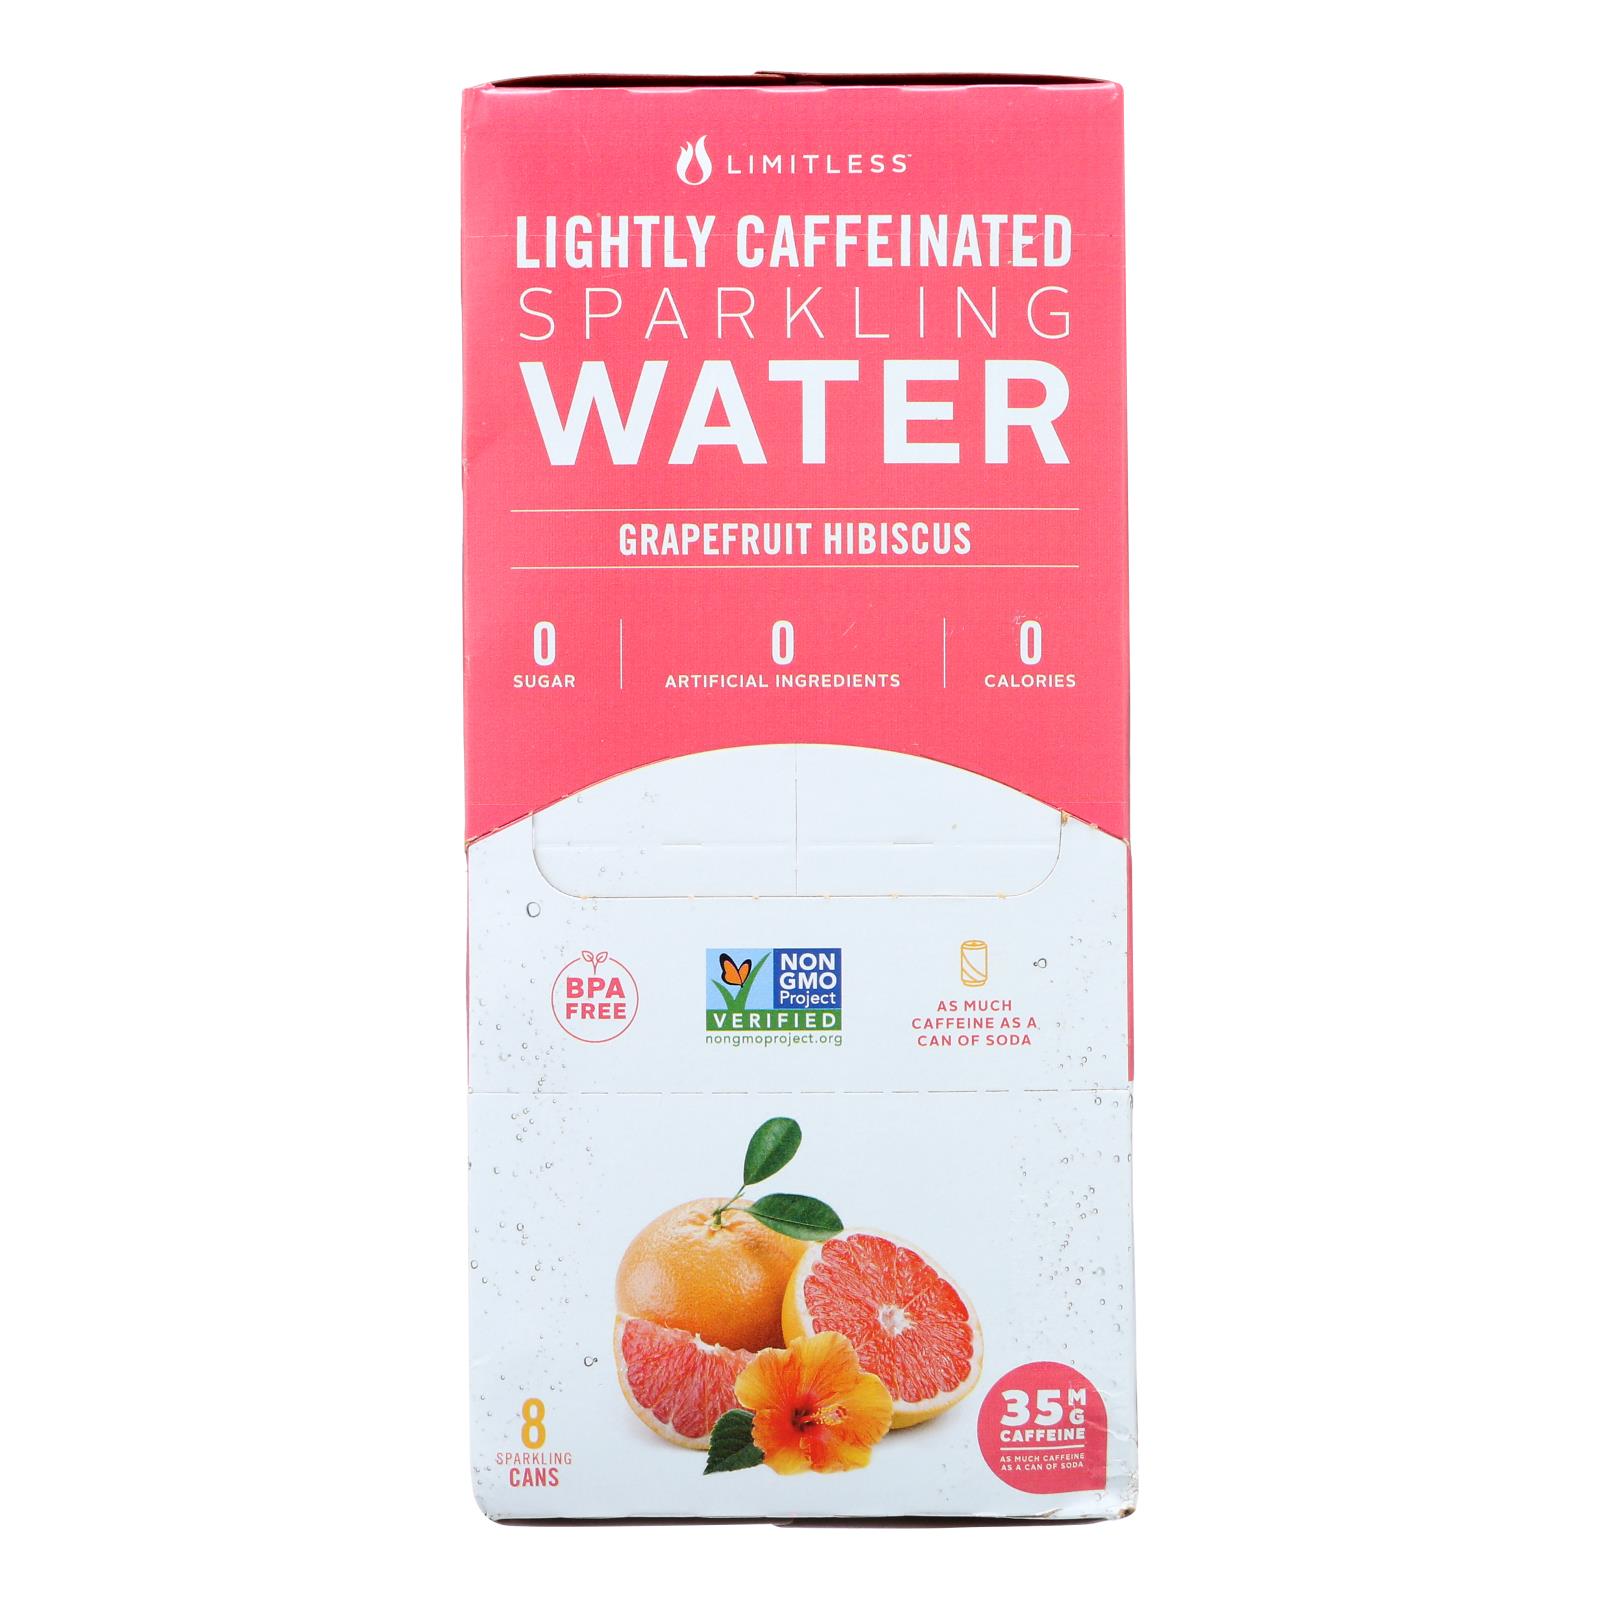 LIMITLESS™
LIGHTLY CAFFEINATED
SPARKLING
WATER
GRAPEFRUIT HIBISCUS
0
SUGAR
0
ARTIFICIAL INGREDIENTS
0
CALORIES
BPA
FREE
NON
GMO
Project
VERIFIED
nongmoproject.org
AS MUCH
CAFFEINE AS A
CAN OF SODA
8
SPARKLING
CANS
35MG
CAFFEINE
AS MUCH CAFFEINE
AS A CAN OF SODA